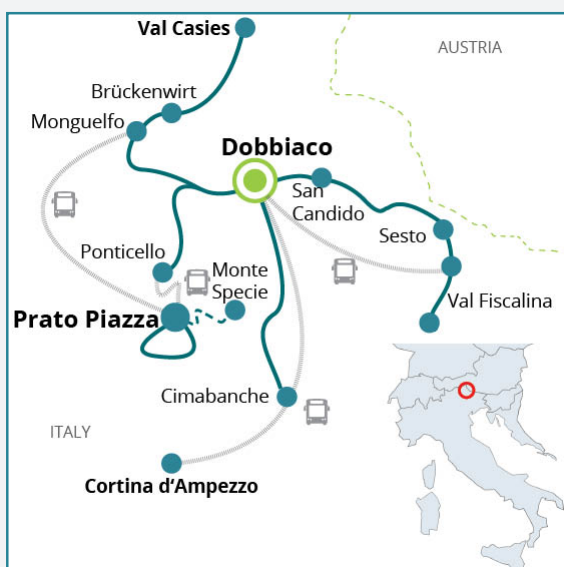 Val Casies
AUSTRIA
Brückenwirt
Monguelfo
Dobbiaco
San
Candido
Sesto
Ponticello
Monte
Specie
Val Fiscalina
Prato Piazza
Cimabanche
ITALY
Cortina d‘Ampezzo